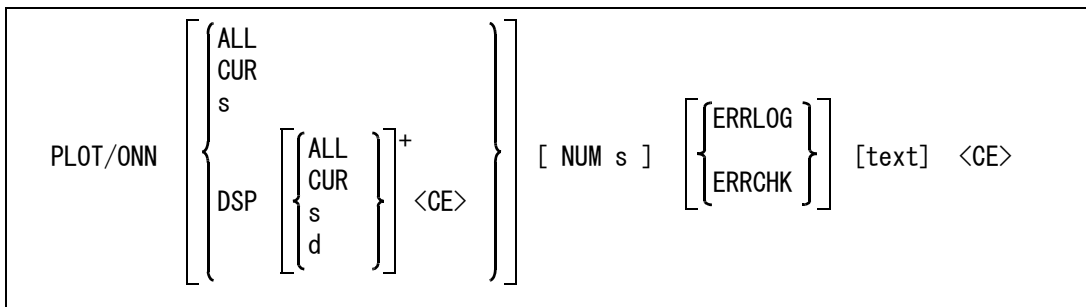 ALL
CUR
s
PLOT/ONN DSP [ ALL CUR s d ]+ <CE> [ NUM s ] [ ERRLOG ERRCHK ] [text] <CE>